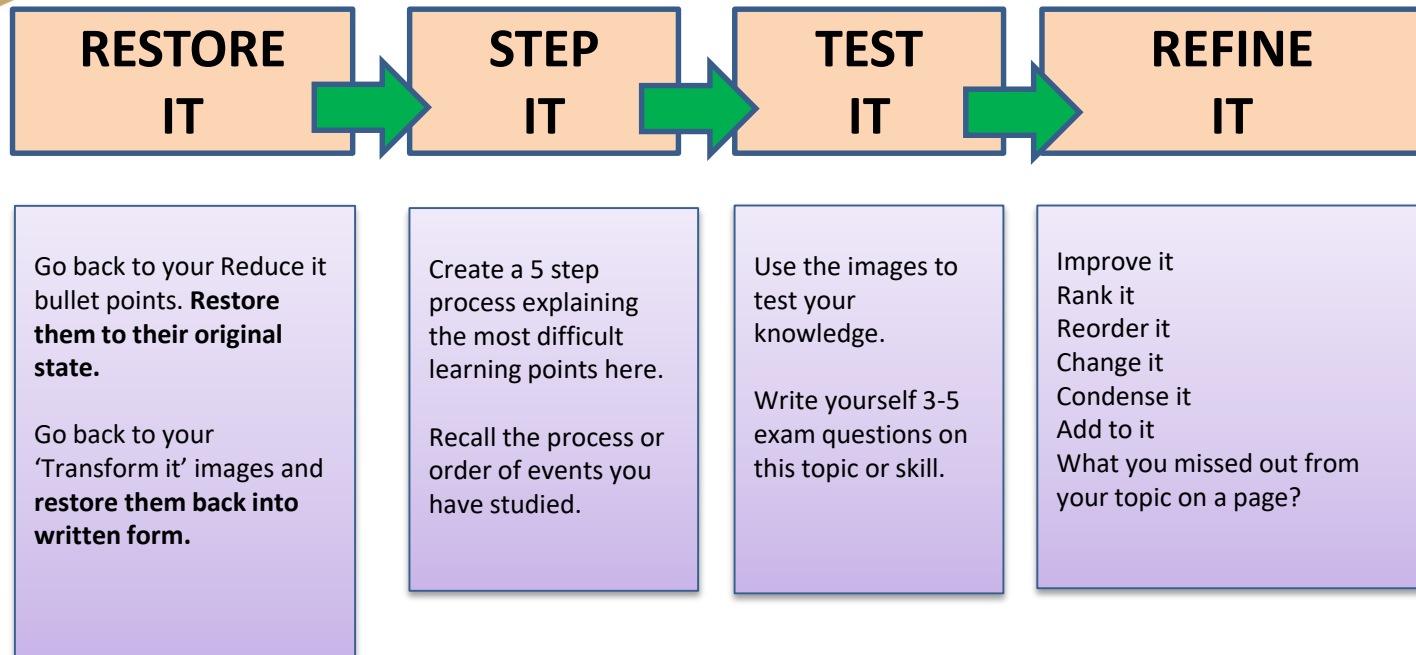 RESTORE
IT
STEP
IT
TEST
IT
REFINE
IT
Go back to your Reduce it
bullet points. Restore
them to their original
state.
Go back to your
‘Transform it’ images and
restore them back into
written form.
Create a 5 step
process explaining
the most difficult
learning points here.
Recall the process or
order of events you
have studied.
Use the images to
test your
knowledge.
Write yourself 3-5
exam questions on
this topic or skill.
Improve it
Rank it
Reorder it
Change it
Condense it
Add to it
What you missed out from
your topic on a page?